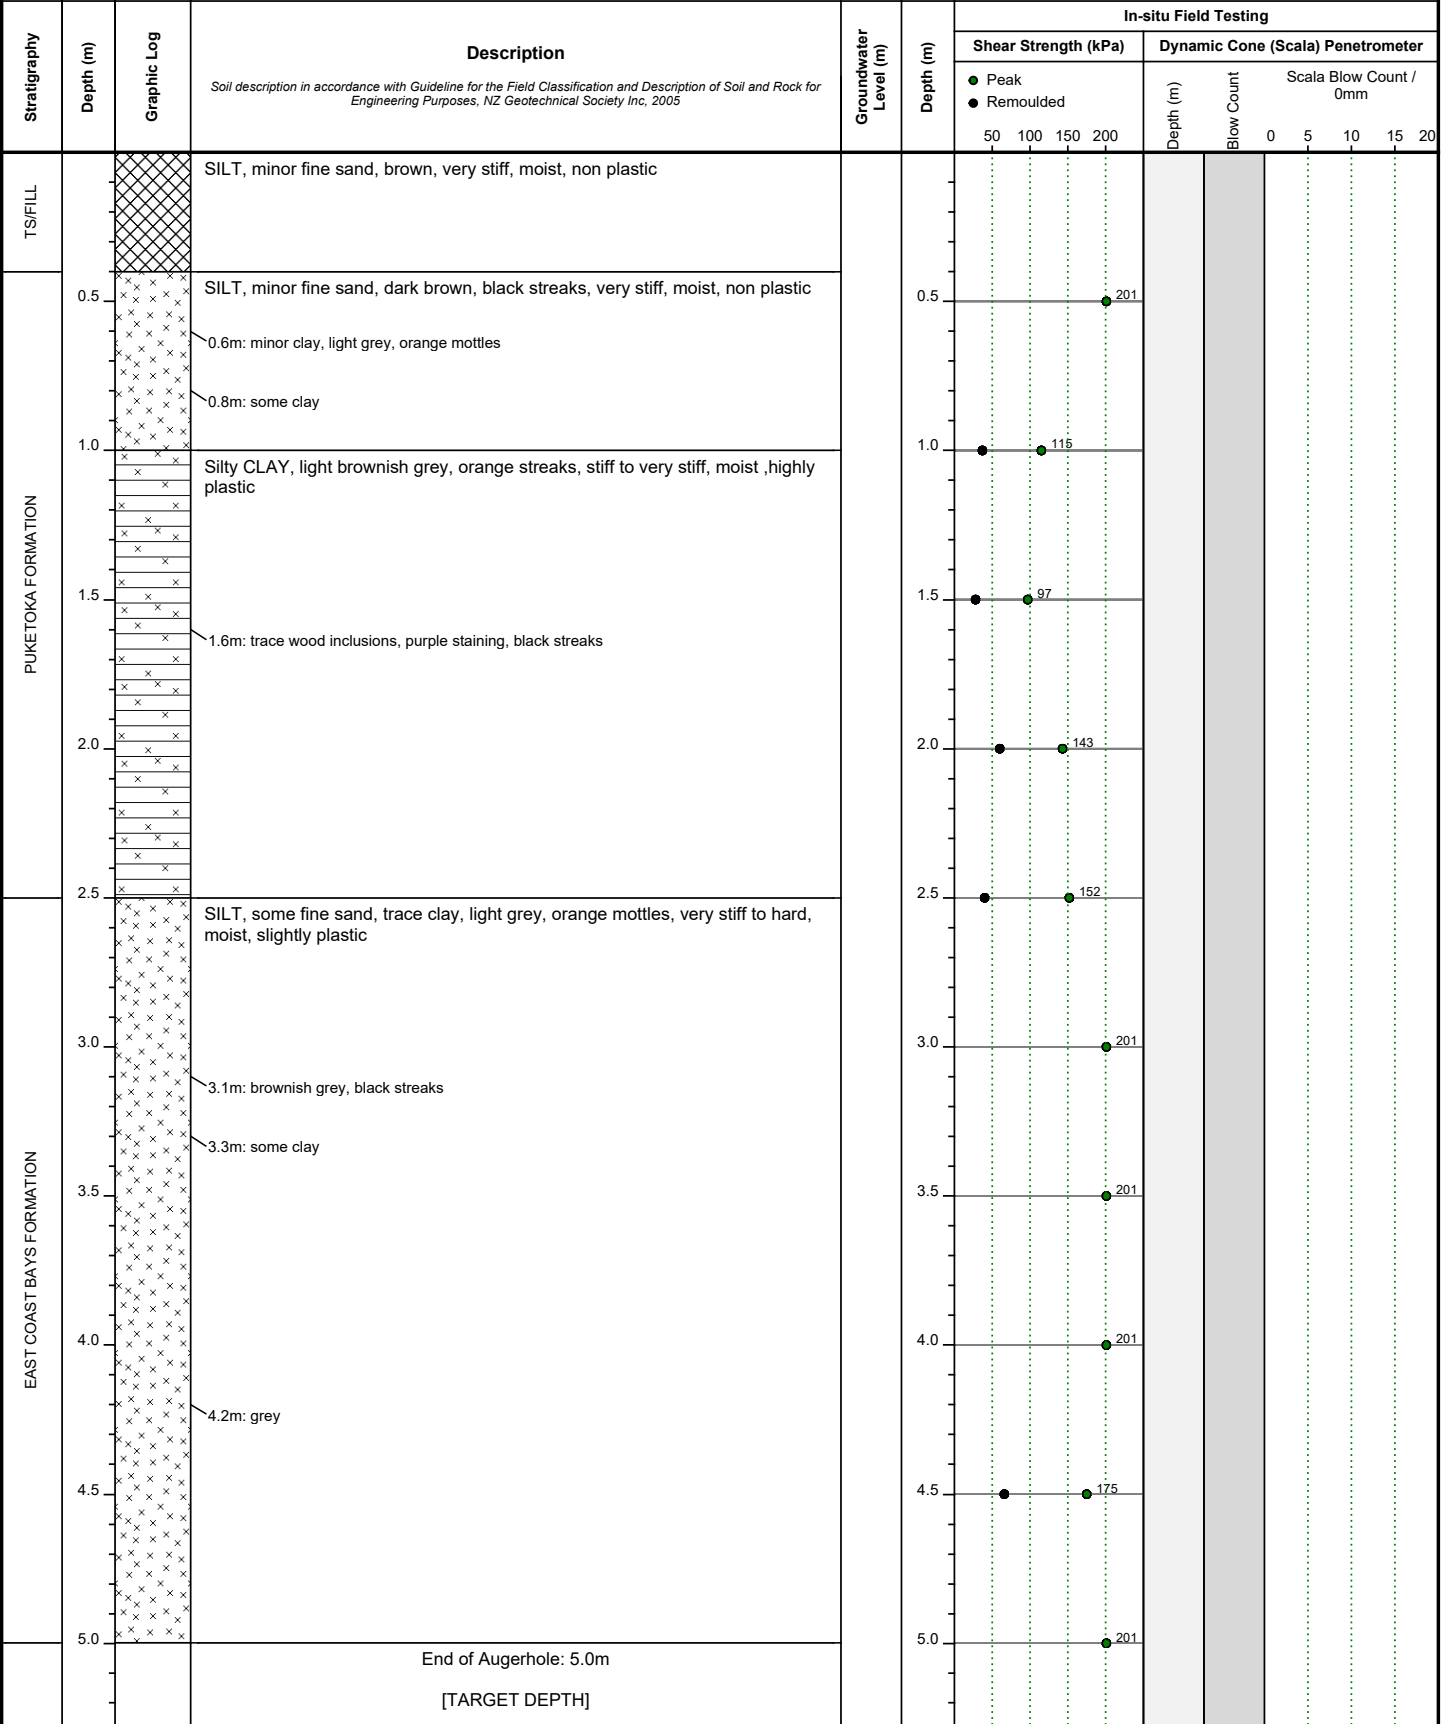 In-situ Field Testing
Stratigraphy
Depth (m)
Graphic Log
Description
Soil description in accordance with Guideline for the Field Classification and Description of Soil and Rock for
Engineering Purposes, NZ Geotechnical Society Inc, 2005
Groundwater
Level (m)
Depth (m)
Shear Strength (kPa)
Peak
Remoulded
50 100 150 200
Dynamic Cone (Scala) Penetrometer
Depth (m)
Blow Count
Scala Blow Count /
0mm
0 5 10 15 20
TS/FILL
SILT, minor fine sand, brown, very stiff, moist, non plastic
PUKETOKA FORMATION
SILT, minor fine sand, dark brown, black streaks, very stiff, moist, non plastic
0.5 0.5 201
0.6m: minor clay, light grey, orange mottles
0.8m: some clay
1.0 1.0 115
Silty CLAY, light brownish grey, orange streaks, stiff to very stiff, moist ,highly
plastic
1.5 1.5 97
1.6m: trace wood inclusions, purple staining, black streaks
2.0 2.0 143
2.5 2.5 152
EAST COAST BAYS FORMATION
SILT, some fine sand, trace clay, light grey, orange mottles, very stiff to hard,
moist, slightly plastic
3.0 3.0 201
3.1m: brownish grey, black streaks
3.3m: some clay
3.5 3.5 201
4.0 4.0 201
4.2m: grey
4.5 4.5 175
5.0 5.0 201
End of Augerhole: 5.0m
[TARGET DEPTH]